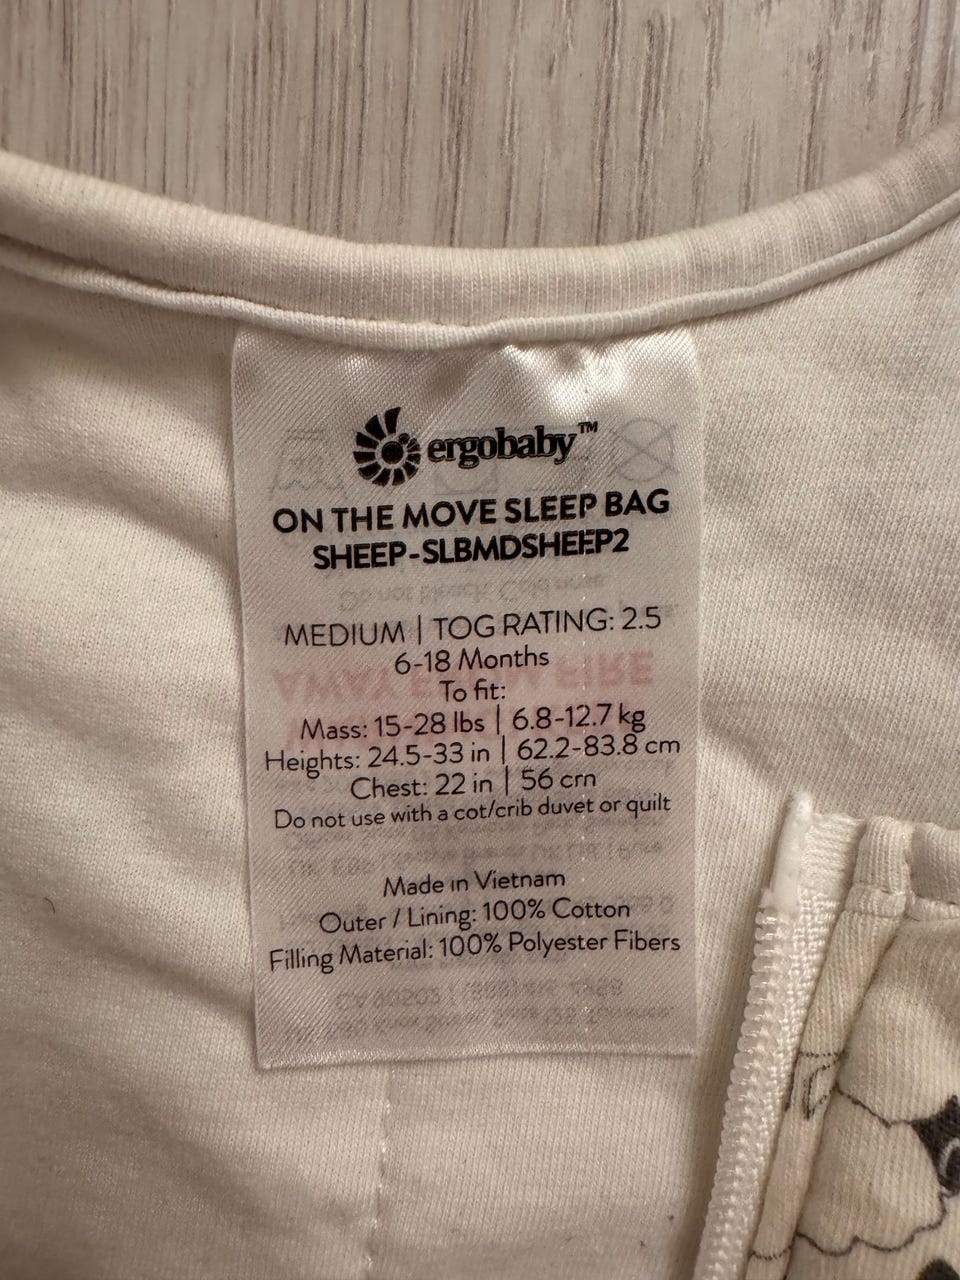 ergobaby™
ON THE MOVE SLEEP BAG
SHEEP-SLBMDSHEEP2
MEDIUM | TOG RATING: 2.5
6-18 Months
To fit:
Mass: 15-28 lbs | 6.8-12.7 kg
Heights: 24.5-33 in | 62.2-83.8 cm
Chest: 22 in | 56 cm
Do not use with a cot/crib duvet or quilt
Made in Vietnam
Outer / Lining: 100% Cotton
Filling Material: 100% Polyester Fibers